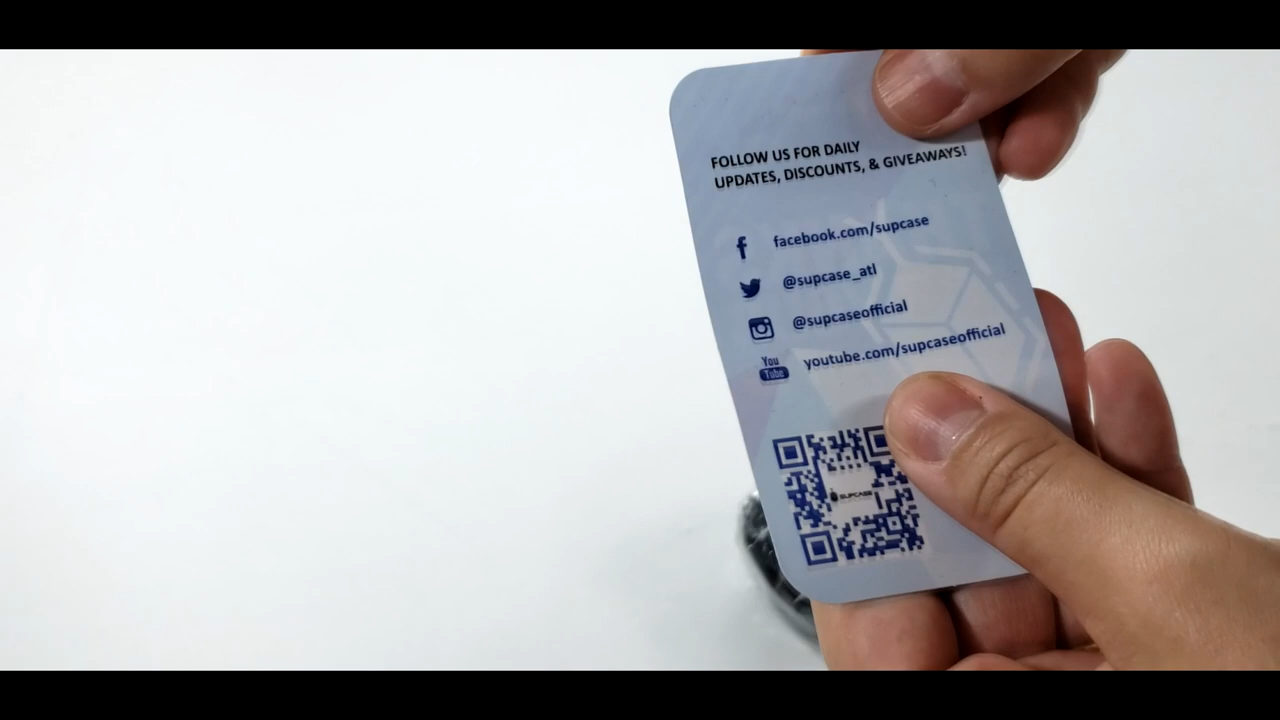 FOLLOW US FOR DAILY
UPDATES, DISCOUNTS, & GIVEAWAYS!
facebook.com/supcase
@supcase_atl
@supcaseofficial
You
Tube
youtube.com/supcaseofficial
SUPCASE